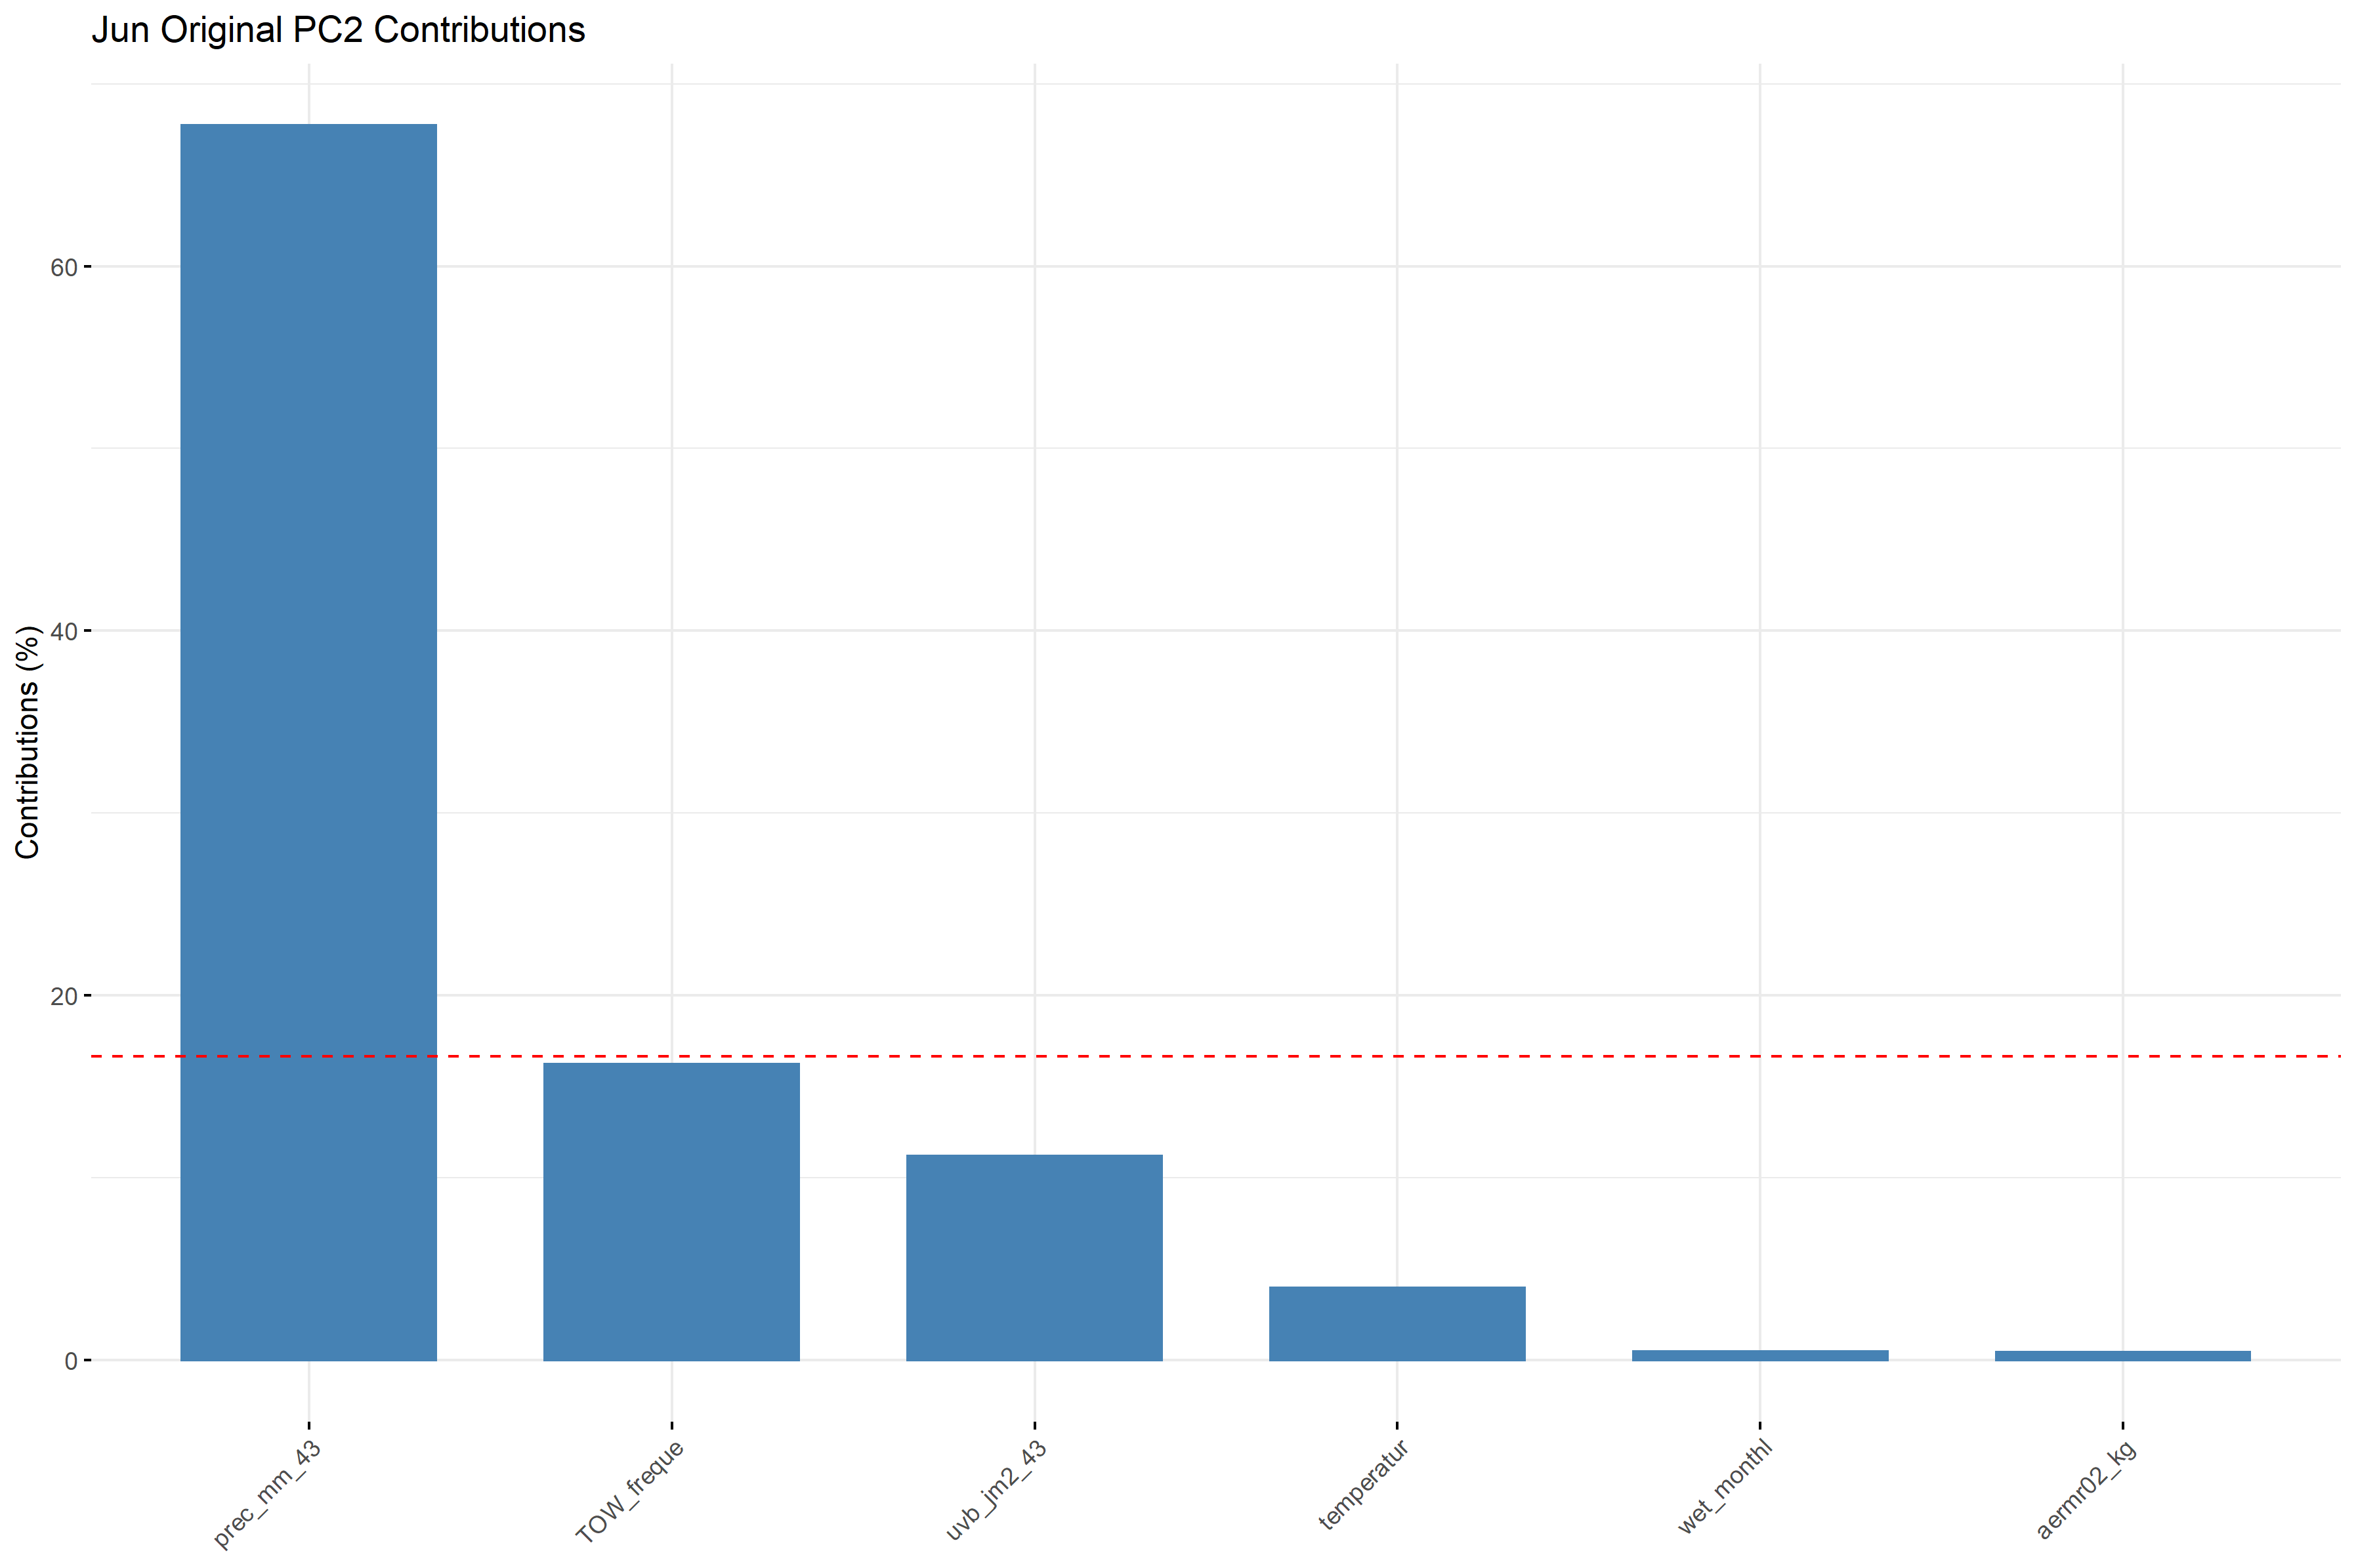 Jun Original PC2 Contributions
Contributions (%)
60
40
20
0
prec_mm_43
TOW_freque
uvb_jm2_43
temperatur
wet_monthl
aermr02_kg